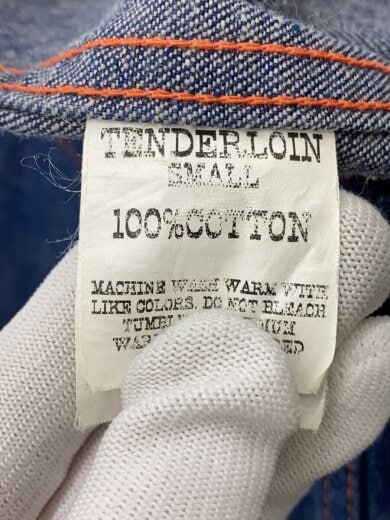 TENDERLOIN
SMALL
100%COTTON
MACHINE WASH WARM WITH
LIKE COLORS. DO NOT BLEACH